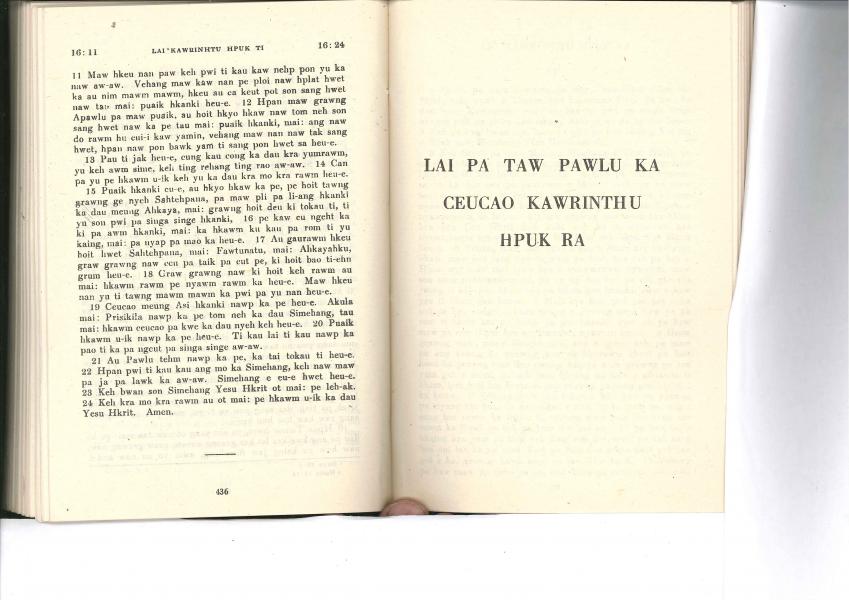 16: 11 LAI KAWRINHTU HPUK TI 16: 24
11 Maw hkeu nan paw keh pwi ti kau kaw nehp pon yu ka
naw aw-aw. Vehang maw kaw nan pe ploi naw hplat hwet
ka au nim mawm mawm, hkeu au ca keut pot son sang hwet
naw tau mai: puaik hkanki heu-e. 12 Hpan maw grawng
Apawlu pa maw pusik, au hoit hkyo hkaw naw tom neh son
sang hwet naw ka pe tau mai: puaik hkanki, mai: ang naw
do rawm hu cui-i kaw yamin, vehang maw nan naw tak sang
hwet, hpan naw pon bawk yam ti sang pon hwet sa heu-e.
13 Pau ti jak heu-e, cung kau cong ka dau kra yumrawm,
yu keh awm sime, keh ting rehang ting rao aw-aw. 14 Can
pa yu pe hkawm u-ik keh yu ka dau kra mo kra rawm heu-e.
15 Puaik hkanki cu-e, au hkyo hkaw ka pe, pe hoit tawng
grawng ge nyeh Sahtehpana, pa maw pli pa li-ang hkanki
ka dau meung Ahkaya, mai: grawng hoit deu ki tokau ti, ti
yu son pwi pa singa singe hkanki, 16 pe kaw cu ngeht ka
ki pa awm hkanki, mai: ka hkawm ku kau pa rom ti yu
kaing, mai: pa nyap pa mao ka heu-e. 17 Au gaurawm hkeu
hoit hwet Sahtehpana, mai: Fawtunatu, mai: Ahkayahku,
graw grawng naw ceu pa taik pa cut pe, ki hoit bao ti-ehn
grum heu-e. 18 Graw grawng naw ki hoit keh rawm au
mai: hkawm rawm pe nyawm rawm ka heu-e. Maw hkeu
nan yu ti tawng mawm mawm ka pwi pa yu nan heu-e.
19 Ceucao meung Asi hkanki nawp ka pe heu-e. Akula
mai: Prisikila nawp ka pe tom neh ka dau Simehang, tau
mai: hkawm ceucao pa kwe ka dau nyeh keh heu-e. 20 Puaik
hkawm u-ik nawp ka pe heu-e. Ti kau lai ti kau nawp ka
pao ti ka pa ngeut pa singa singe aw-aw.
21 Au Pawlu tehm nawp ka pe, ka tai tokau ti heu-e.
22 Hpan pwi ti kau kau ang mo ka Simehang, keh naw maw
pa ja pa lawk ka aw-aw. Simehang e eu-e hwet heu-e.
23 Keh bwan son Simehang Yesu Hkrit ot mai: pe leh-ak.
24 Keh kra mo kra rawm au ot mai: pe hkawm u-ik ka dau
Yesu Hkrit. Amen.
436
LAI PA TAW PAWLU KA
CEUCAO KAWRINTHU
HPUK RA